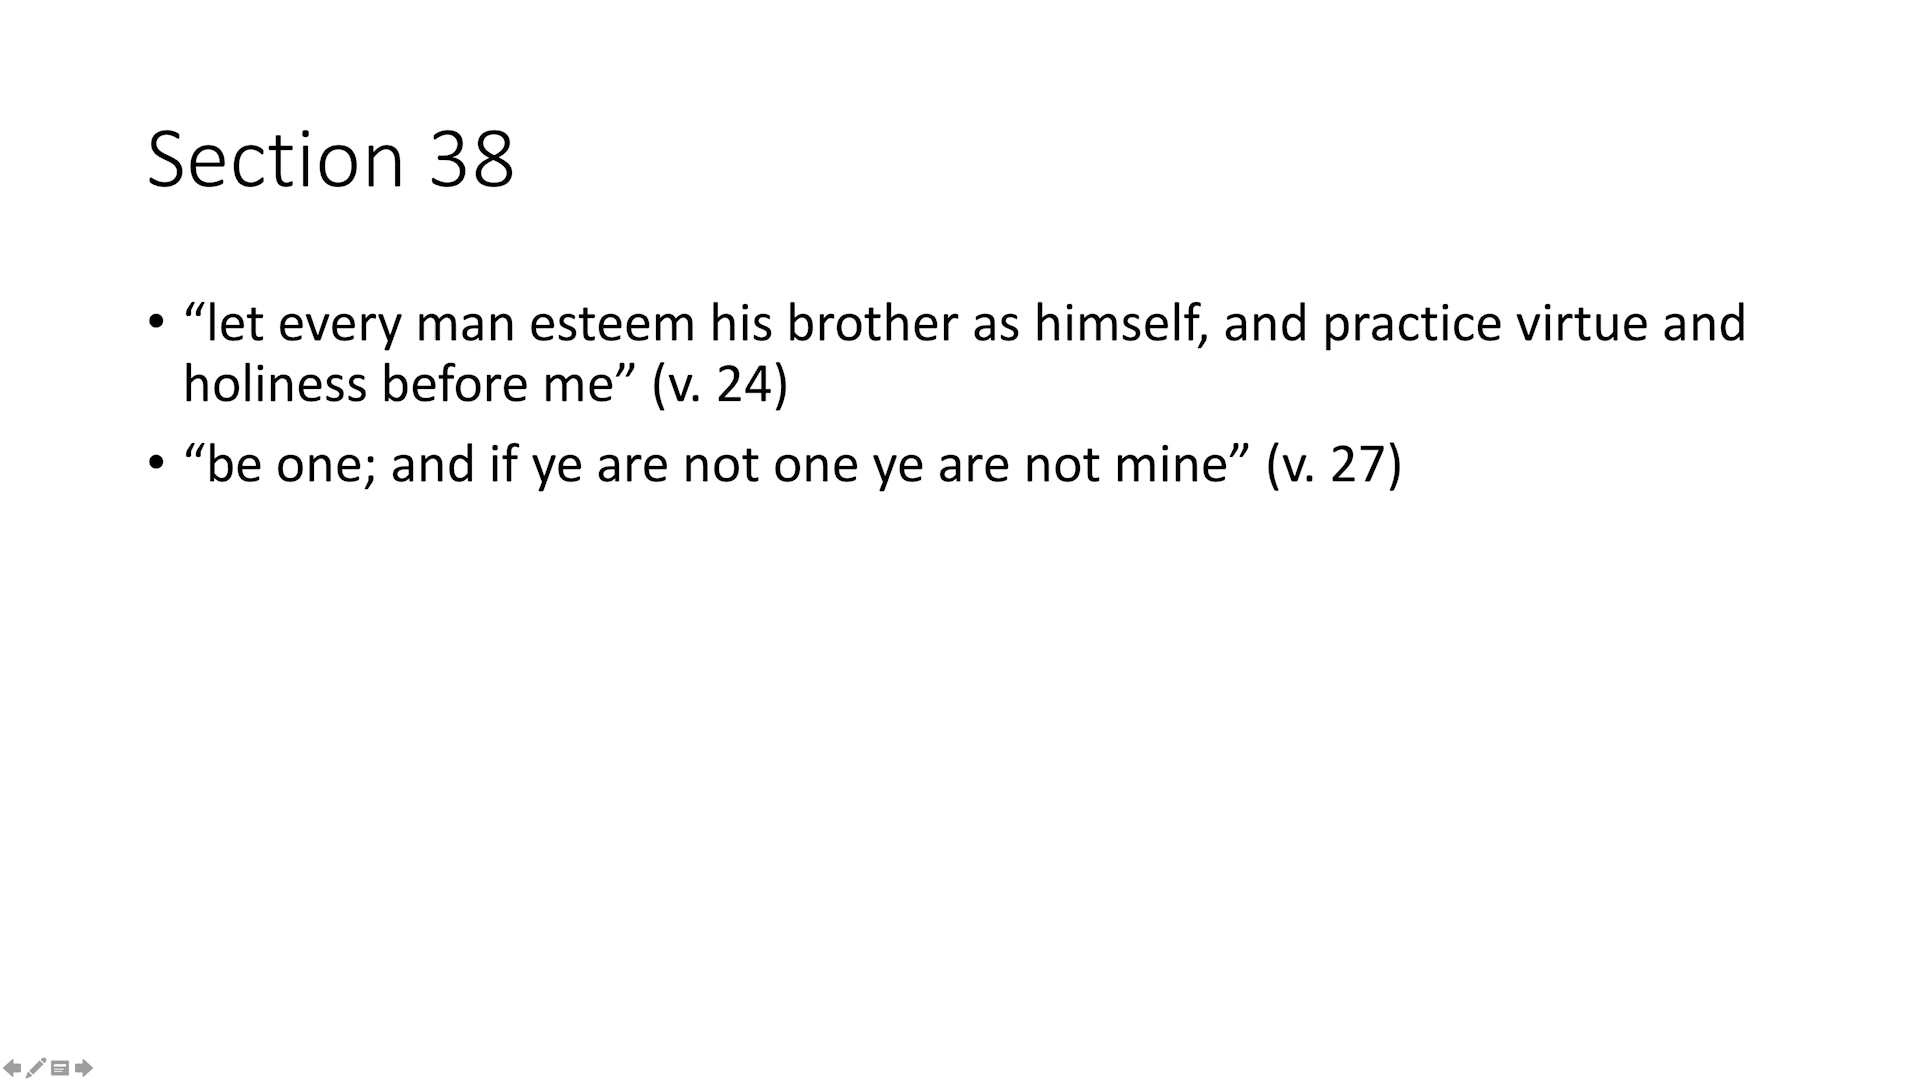 Section 38
• “let every man esteem his brother as himself, and practice virtue and
holiness before me” (v. 24)
• “be one; and if ye are not one ye are not mine” (v. 27)